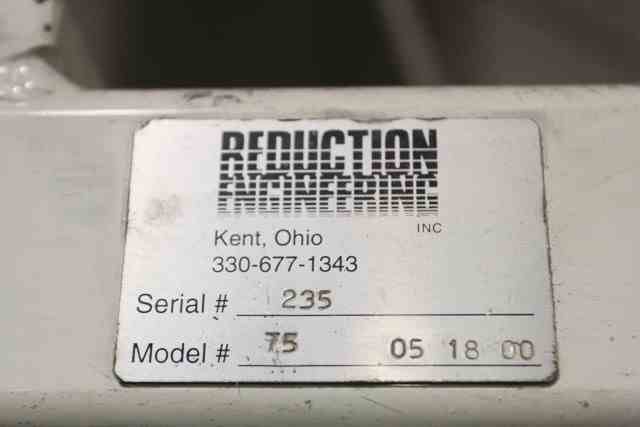 REDUCTION
ENGINEERING
INC
Kent, Ohio
330-677-1343
Serial # 235
Model # 75 05 18 00